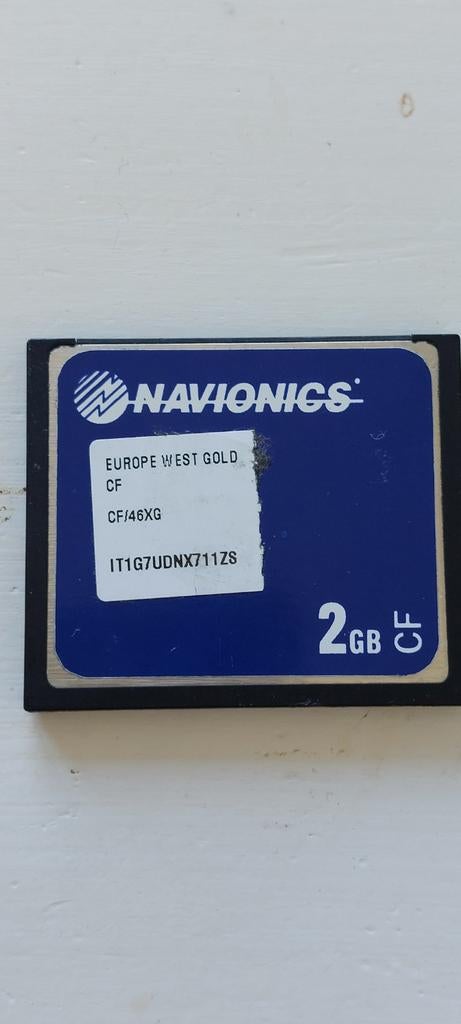 NAVIONICS
EUROPE WEST GOLD
CF
CF/46XG
IT1G7UDNX711ZS
2GB CF